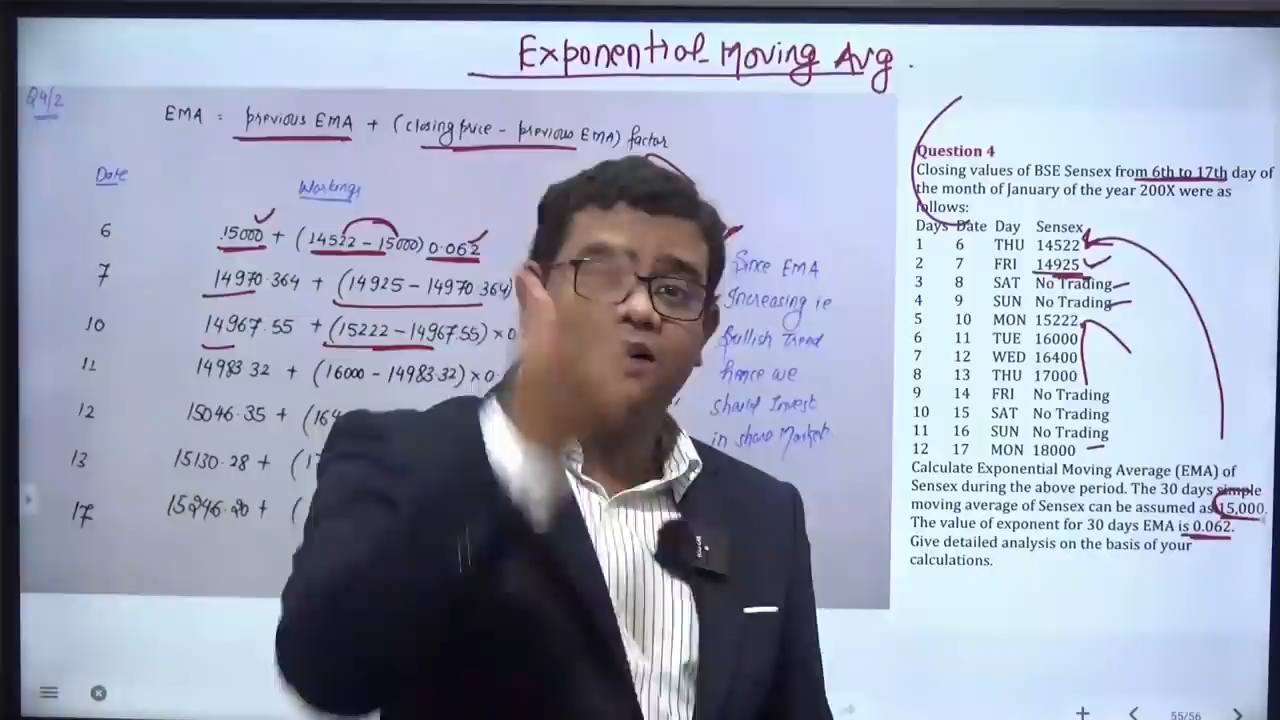 Exponential Moving Avg.
Q4/2
EMA = previous EMA + (closing price - previous EMA) factor
Date
Workings
6 15000 + (14522 - 15000) 0.062
7 14970.364 + (14925 - 14970.364)
10 14967.55 + (15222 - 14967.55) × 0
11 14983.32 + (16000 - 14983.32) × 0.
12 15046.35 + (164
13 15130.28 + (17
17 15246.20 + (
Since EMA
Increasing ie
Bullish Trend
hence we
should Invest
in share Market
Question 4
Closing values of BSE Sensex from 6th to 17th day of
the month of January of the year 200X were as
follows:
Days Date Day Sensex
1 6 THU 14522
2 7 FRI 14925
3 8 SAT No Trading
4 9 SUN No Trading
5 10 MON 15222
6 11 TUE 16000
7 12 WED 16400
8 13 THU 17000
9 14 FRI No Trading
10 15 SAT No Trading
11 16 SUN No Trading
12 17 MON 18000
Calculate Exponential Moving Average (EMA) of
Sensex during the above period. The 30 days simple
moving average of Sensex can be assumed as 15,000.
The value of exponent for 30 days EMA is 0.062.
Give detailed analysis on the basis of your
calculations.
55/56